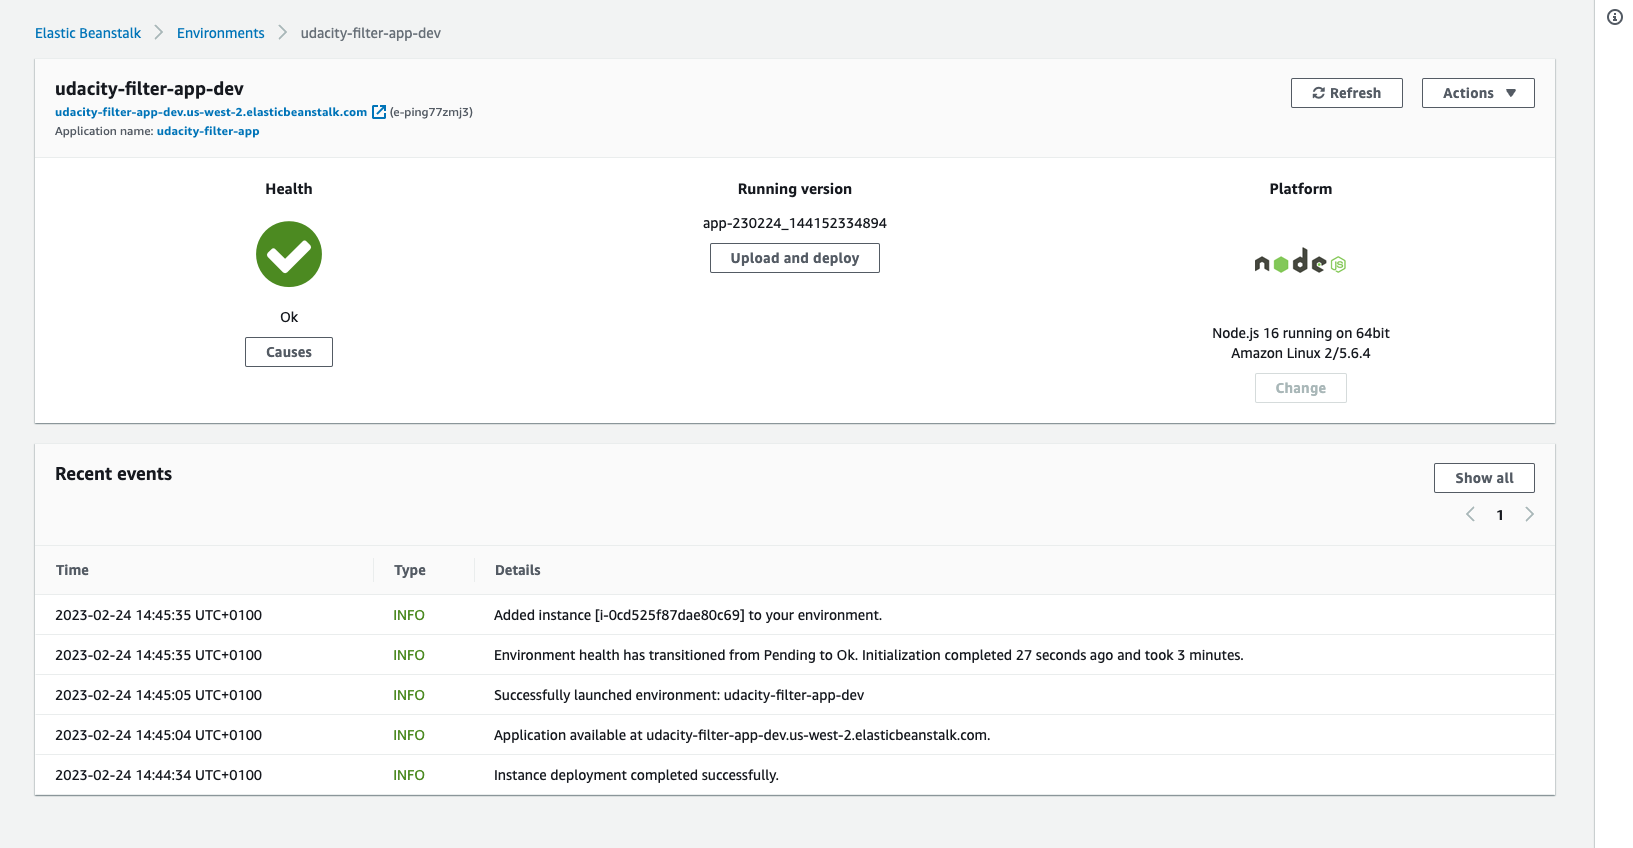 Elastic Beanstalk > Environments > udacity-filter-app-dev
udacity-filter-app-dev
Refresh
Actions
udacity-filter-app-dev.us-west-2.elasticbeanstalk.com (e-ping77zmj3)
Application name: udacity-filter-app
Health
Running version
Platform
app-230224_144152334894
Upload and deploy
node JS
Ok
Causes
Node.js 16 running on 64bit
Amazon Linux 2/5.6.4
Change
Recent events
Show all
1
Time Type Details
2023-02-24 14:45:35 UTC+0100 INFO Added instance [i-0cd525f87dae80c69] to your environment.
2023-02-24 14:45:35 UTC+0100 INFO Environment health has transitioned from Pending to Ok. Initialization completed 27 seconds ago and took 3 minutes.
2023-02-24 14:45:05 UTC+0100 INFO Successfully launched environment: udacity-filter-app-dev
2023-02-24 14:45:04 UTC+0100 INFO Application available at udacity-filter-app-dev.us-west-2.elasticbeanstalk.com.
2023-02-24 14:44:34 UTC+0100 INFO Instance deployment completed successfully.